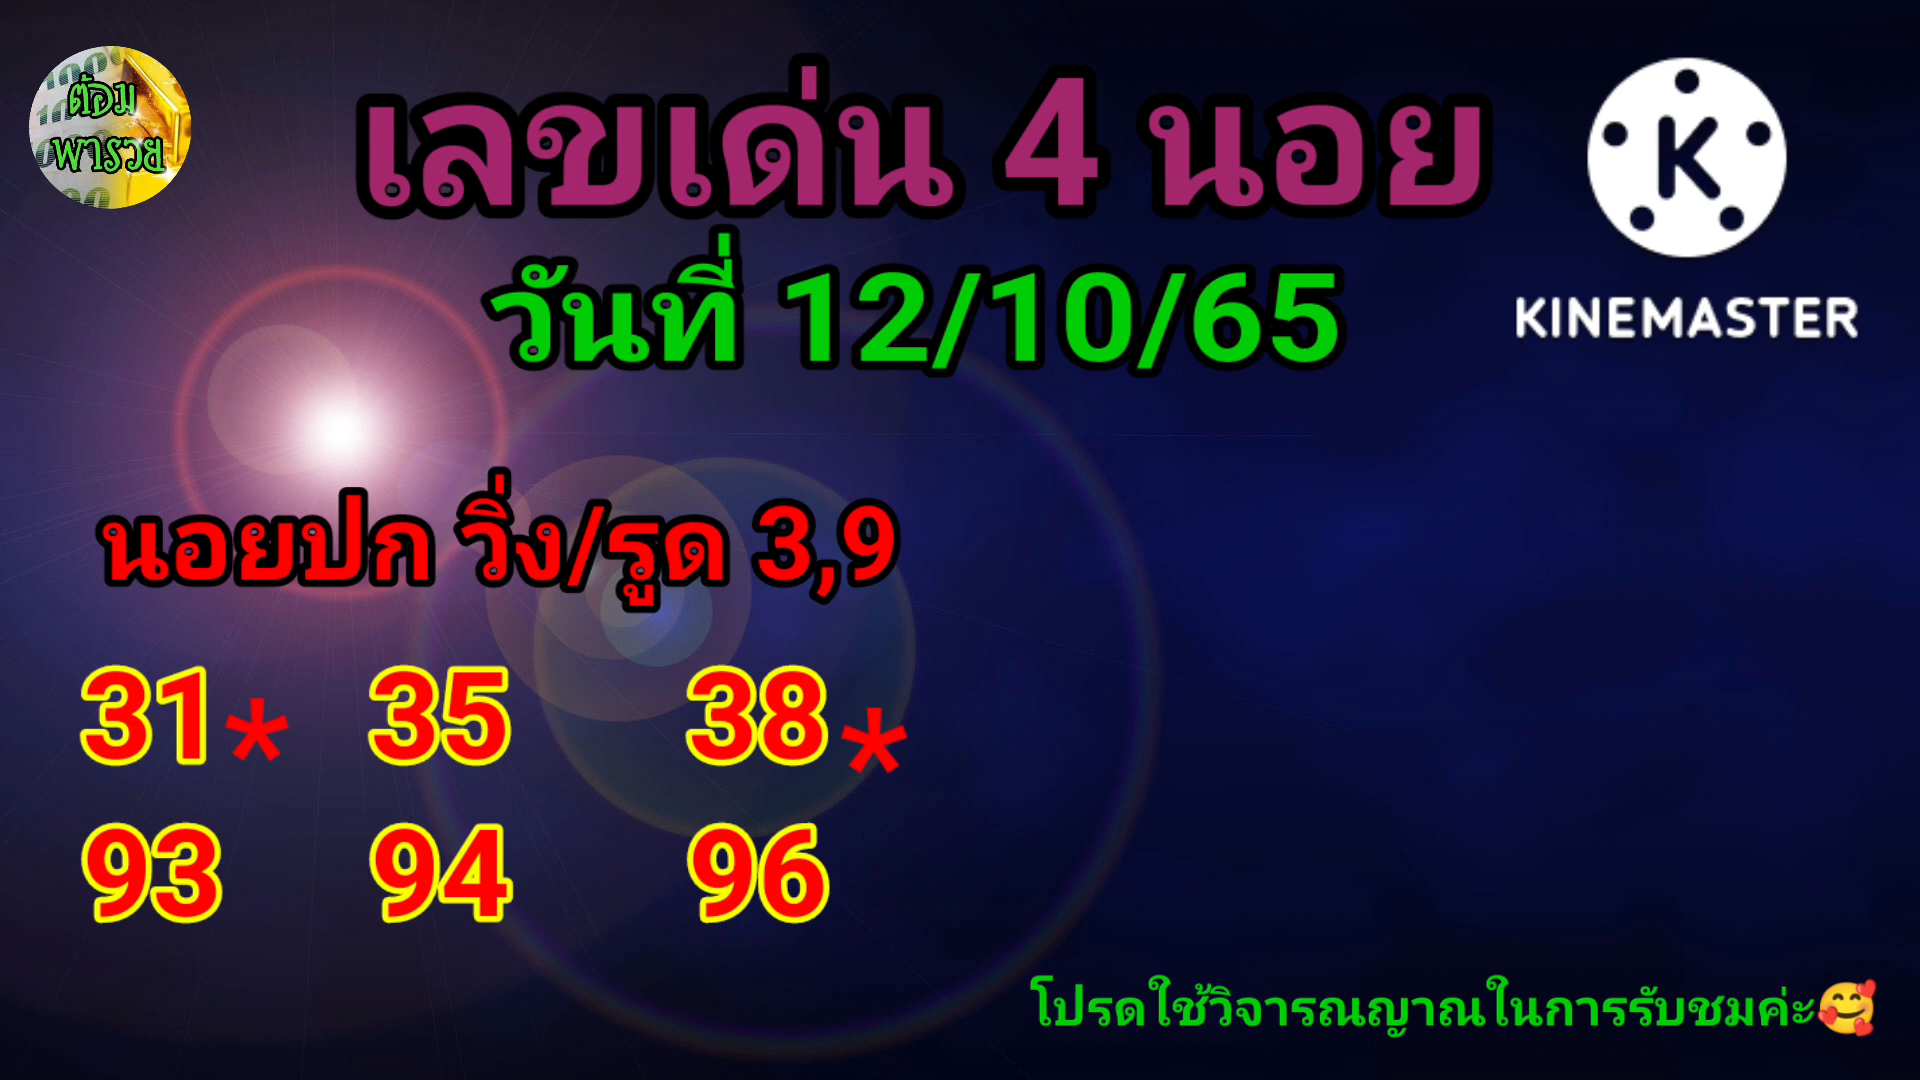 ต้อม
พารวย
เลขเด่น 4 นอย
K
KINEMASTER
วันที่ 12/10/65
นอยปก วิ่ง/รูด 3,9
31* 35 38*
93 94 96
โปรดใช้วิจารณญาณในการรับชมค่ะ🥰